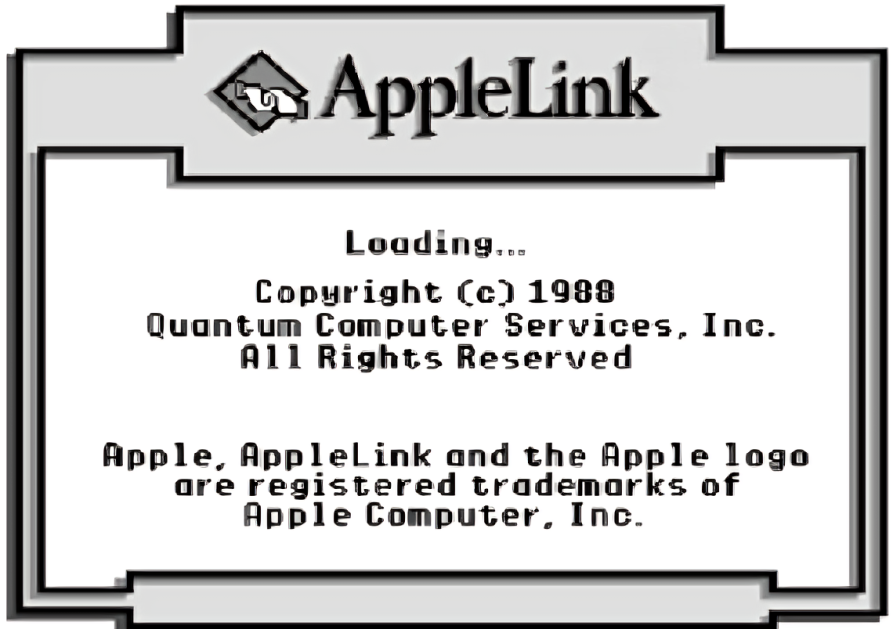 AppleLink
Loading...
Copyright (c) 1988
Quantum Computer Services, Inc.
All Rights Reserved
Apple, AppleLink and the Apple logo
are registered trademarks of
Apple Computer, Inc.